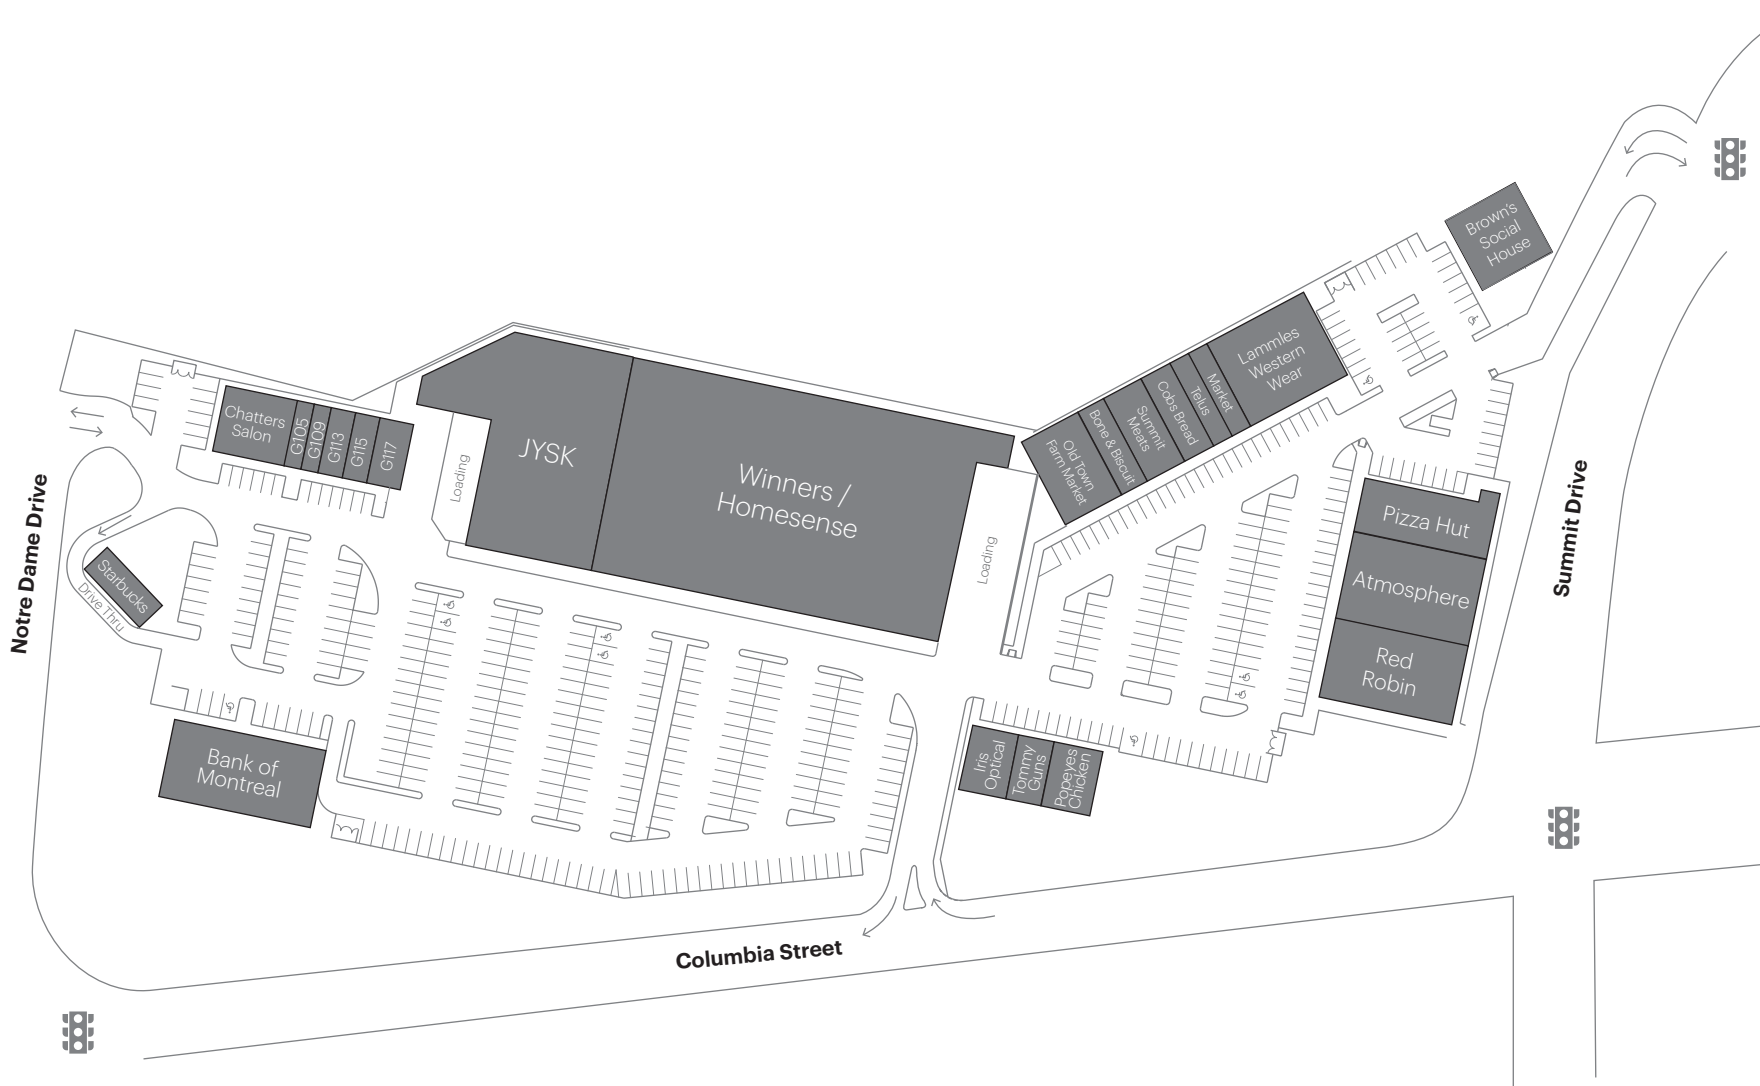 Brown's
Social
House
Lammles
Western
Wear
Market
Telus
Cobs Bread
Summit
Meats
Bone & Biscuit
Old Town
Farm Market
Chatters
Salon
G105
G109
G113
G115
G117
JYSK
Winners /
Homesense
Loading
Loading
Pizza Hut
Atmosphere
Red
Robin
Summit Drive
Notre Dame Drive
Starbucks
Drive Thru
Bank of
Montreal
Iris
Optical
Tommy
Guns
Popeyes
Chicken
Columbia Street